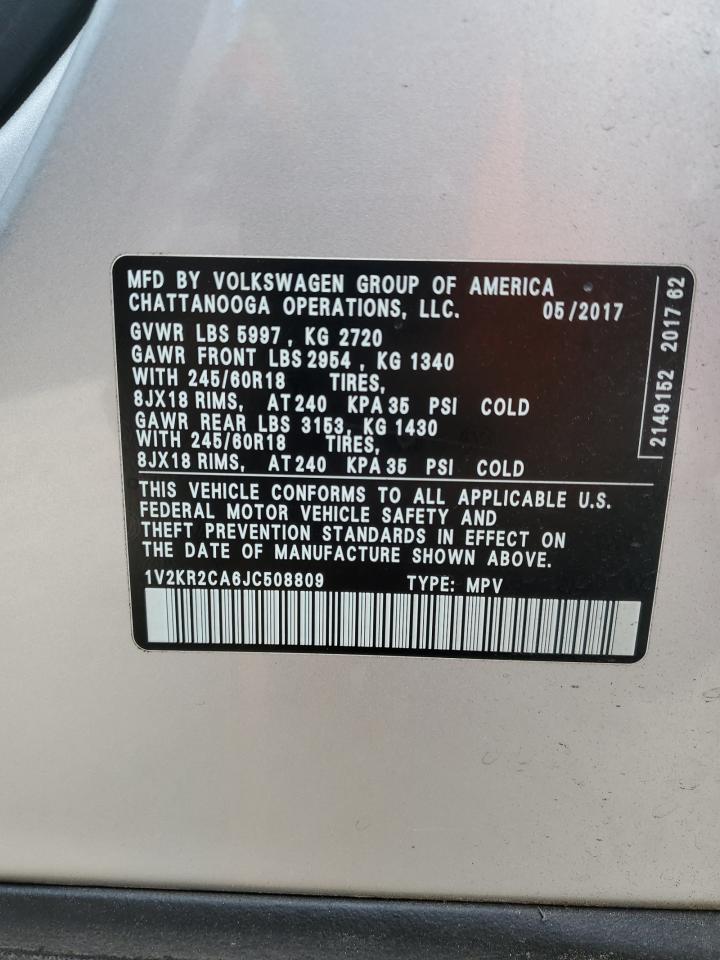 MFD BY VOLKSWAGEN GROUP OF AMERICA
CHATTANOOGA OPERATIONS, LLC. 05/2017
GVWR LBS 5997, KG 2720
GAWR FRONT LBS 2954, KG 1340
WITH 245/60R18 TIRES,
8JX18 RIMS, AT 240 KPA 35 PSI COLD
GAWR REAR LBS 3153, KG 1430
WITH 245/60R18 TIRES,
8JX18 RIMS, AT 240 KPA 35 PSI COLD
THIS VEHICLE CONFORMS TO ALL APPLICABLE U.S.
FEDERAL MOTOR VEHICLE SAFETY AND
THEFT PREVENTION STANDARDS IN EFFECT ON
THE DATE OF MANUFACTURE SHOWN ABOVE.
1V2KR2CA6JC508809 TYPE: MPV
2149152 2017 62